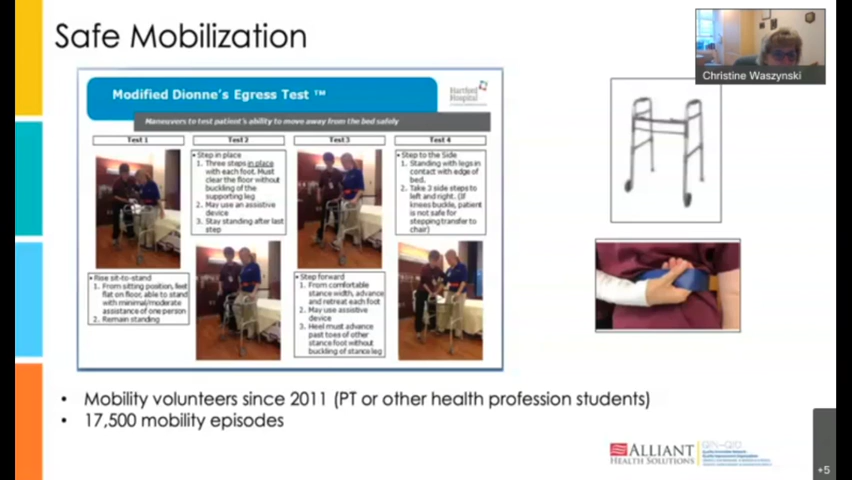 Safe Mobilization
Christine Waszynski
Modified Dionne's Egress Test ™
Hartford
Hospital
Maneuvers to test patient's ability to move away from the bed safely
Test 1
Test 2
Test 3
Test 4
• Step in place
1. Three steps in place
with each foot. Must
clear the floor without
buckling of the
supporting leg
2. May use an assistive
device
3. Stay standing after last
step
• Step to the Side
1. Standing with legs in
contact with edge of
bed.
2. Take 3 side steps to
left and right. (If
knees buckle, patient
is not safe for
stepping transfer to
chair)
• Rise sit-to-stand
1. From sitting position, feet
flat on floor, able to stand
with minimal/moderate
assistance of one person
2. Remain standing
• Step forward
1. From comfortable
stance width, advance
and retreat each foot
2. May use assistive
device
3. Heel must advance
past toes of other
stance foot without
buckling of stance leg
• Mobility volunteers since 2011 (PT or other health profession students)
• 17,500 mobility episodes
ALLIANT
HEALTH SOLUTIONS
QIN-QIO
+5